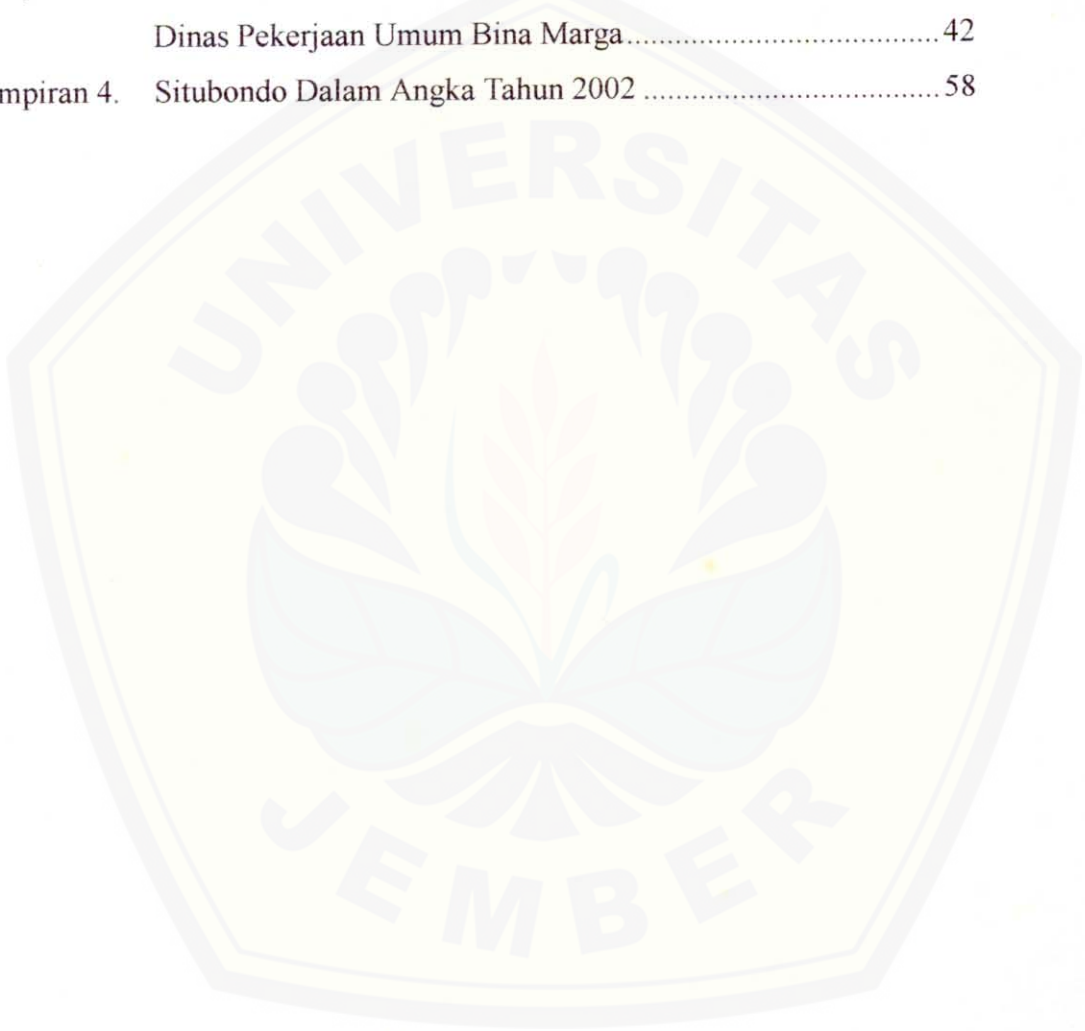 Dinas Pekerjaan Umum Bina Marga....................................42
mpiran 4. Situbondo Dalam Angka Tahun 2002 ..................................58
UNIVERSITAS
JEMBER